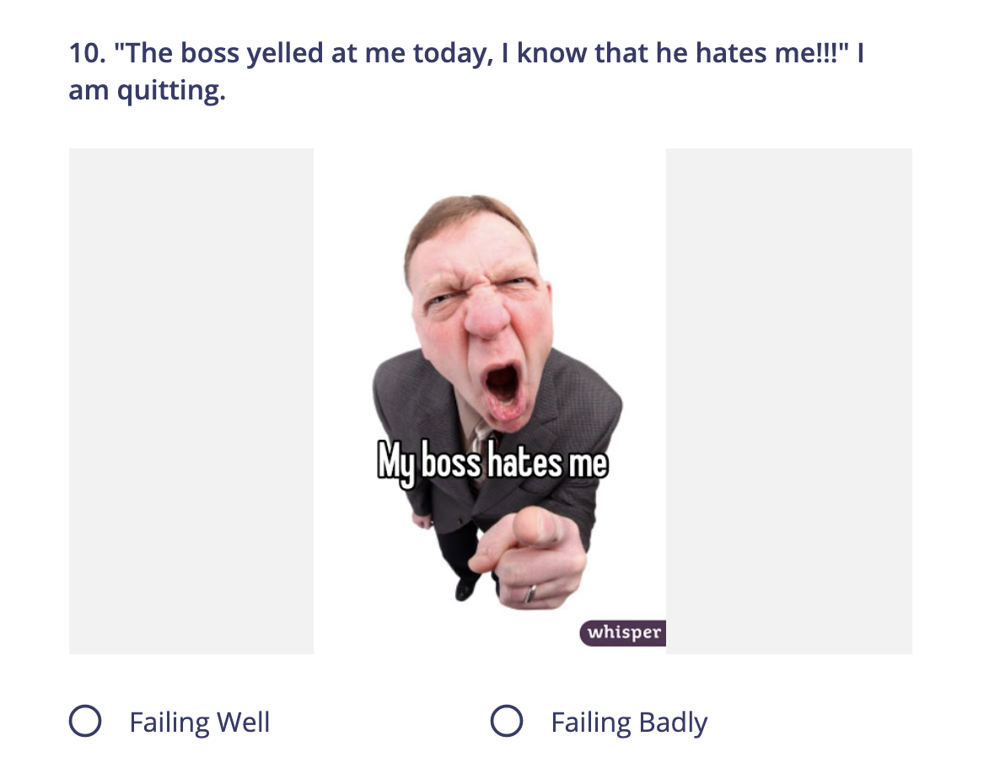 10. "The boss yelled at me today, I know that he hates me!!!" I
am quitting.
My boss hates me
whisper
Failing Well
Failing Badly